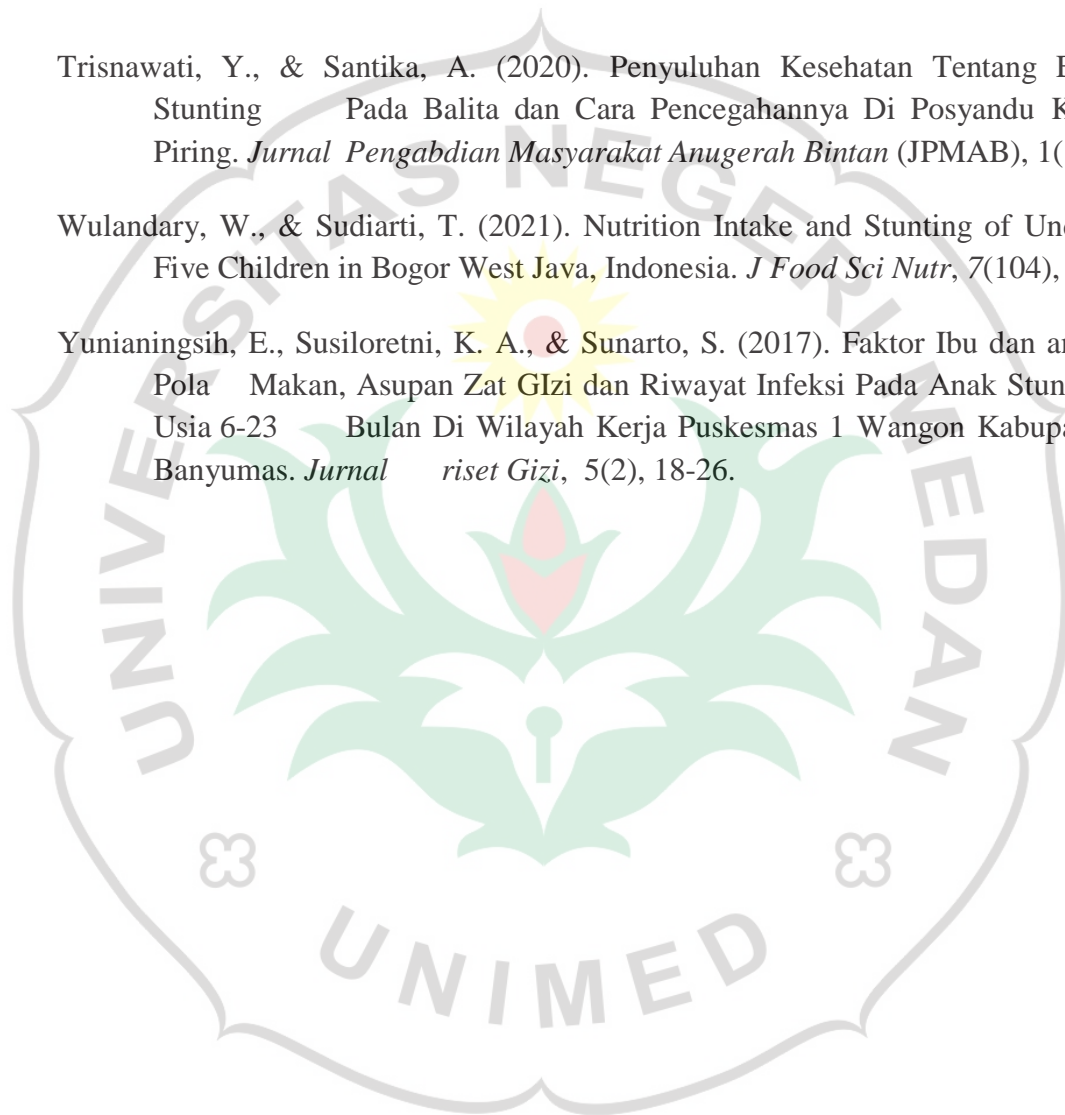 Trisnawati, Y., & Santika, A. (2020). Penyuluhan Kesehatan Tentang
Stunting Pada Balita dan Cara Pencegahannya Di Posyandu
Piring. Jurnal Pengabdian Masyarakat Anugerah Bintan (JPMAB), 1(
Wulandary, W., & Sudiarti, T. (2021). Nutrition Intake and Stunting of
Five Children in Bogor West Java, Indonesia. J Food Sci Nutr, 7(104),
Yunianingsih, E., Susiloretni, K. A., & Sunarto, S. (2017). Faktor Ibu dan
Pola Makan, Asupan Zat GIzi dan Riwayat Infeksi Pada Anak
Usia 6-23 Bulan Di Wilayah Kerja Puskesmas 1 Wangon
Banyumas. Jurnal riset Gizi, 5(2), 18-26.
UNIVERSITAS NEGERI MEDAN
UNIMED